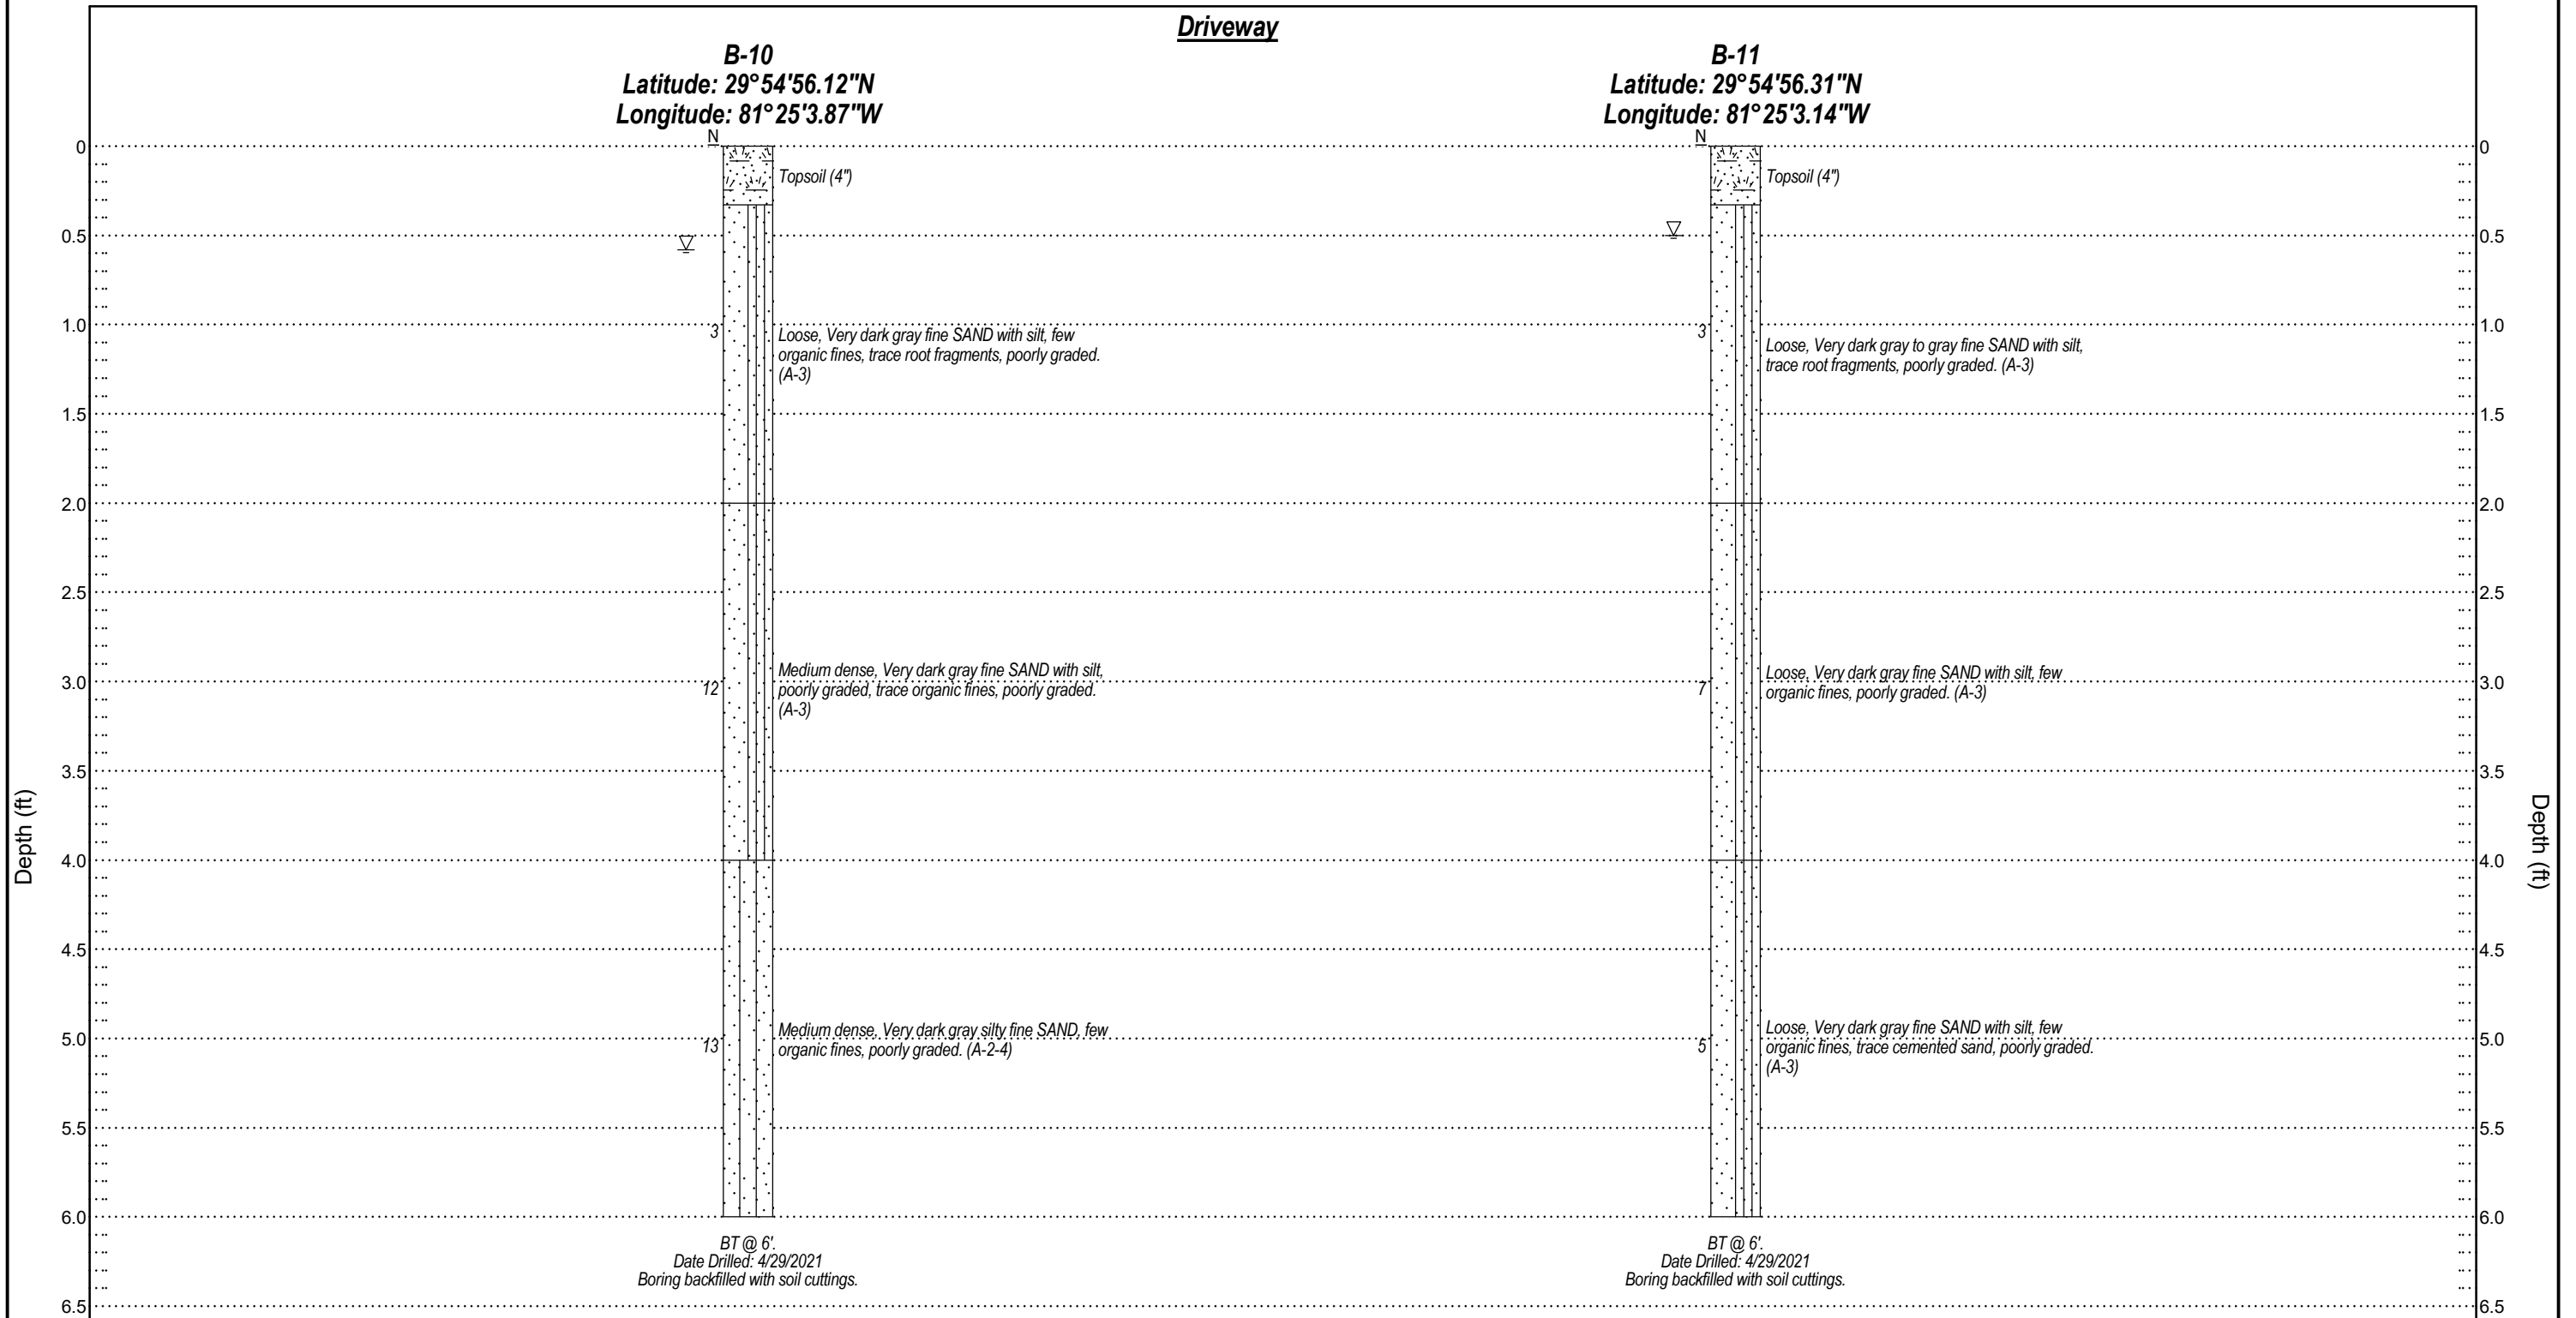 Driveway
B-10
Latitude: 29°54'56.12"N
Longitude: 81°25'3.87"W
B-11
Latitude: 29°54'56.31"N
Longitude: 81°25'3.14"W
N
N
0
0
Topsoil (4")
Topsoil (4")
0.5
0.5
1.0
3
Loose, Very dark gray fine SAND with silt, few
organic fines, trace root fragments, poorly graded.
(A-3)
3
Loose, Very dark gray to gray fine SAND with silt,
trace root fragments, poorly graded. (A-3)
1.0
1.5
1.5
2.0
2.0
2.5
2.5
3.0
12
Medium dense, Very dark gray fine SAND with silt,
poorly graded, trace organic fines, poorly graded.
(A-3)
7
Loose, Very dark gray fine SAND with silt, few
organic fines, poorly graded. (A-3)
3.0
3.5
3.5
Depth (ft)
Depth (ft)
4.0
4.0
4.5
4.5
5.0
13
Medium dense, Very dark gray silty fine SAND, few
organic fines, poorly graded. (A-2-4)
5
Loose, Very dark gray fine SAND with silt, few
organic fines, trace cemented sand, poorly graded.
(A-3)
5.0
5.5
5.5
6.0
6.0
BT @ 6'.
Date Drilled: 4/29/2021
Boring backfilled with soil cuttings.
BT @ 6'.
Date Drilled: 4/29/2021
Boring backfilled with soil cuttings.
6.5
6.5